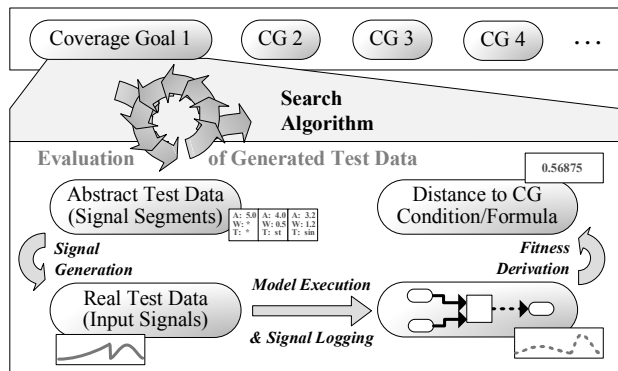 Coverage Goal 1
CG 2
CG 3
CG 4
...
Search
Algorithm
Evaluation of Generated Test Data
0.56875
Abstract Test Data
(Signal Segments)
A: 5.0 A: 4.0 A: 3.2
W: * W: 0.5 W: 1.2
T: * T: st T: sin
Distance to CG
Condition/Formula
Signal
Generation
Fitness
Derivation
Real Test Data
(Input Signals)
Model Execution
& Signal Logging